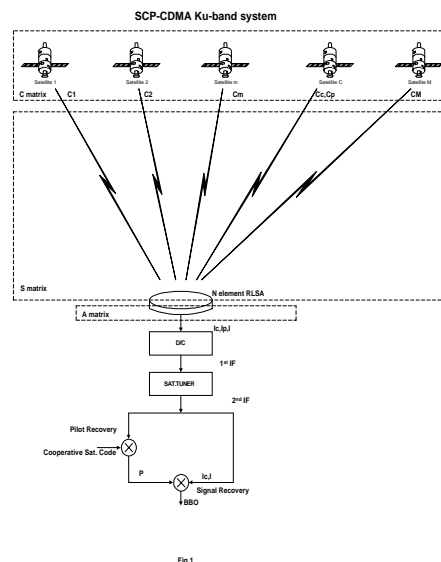 SCP-CDMA Ku-band system
Satellite 1
Satellite 2
Satellite m
Satellite C
Satellite M
C matrix
C1
C2
Cm
Cc,Cp
CM
S matrix
N element RLSA
A matrix
Ic,Ip,I
D/C
1st IF
SAT.TUNER
2nd IF
Pilot Recovery
Cooperative Sat. Code
P
Ic,I
Signal Recovery
BBO
Fig 1